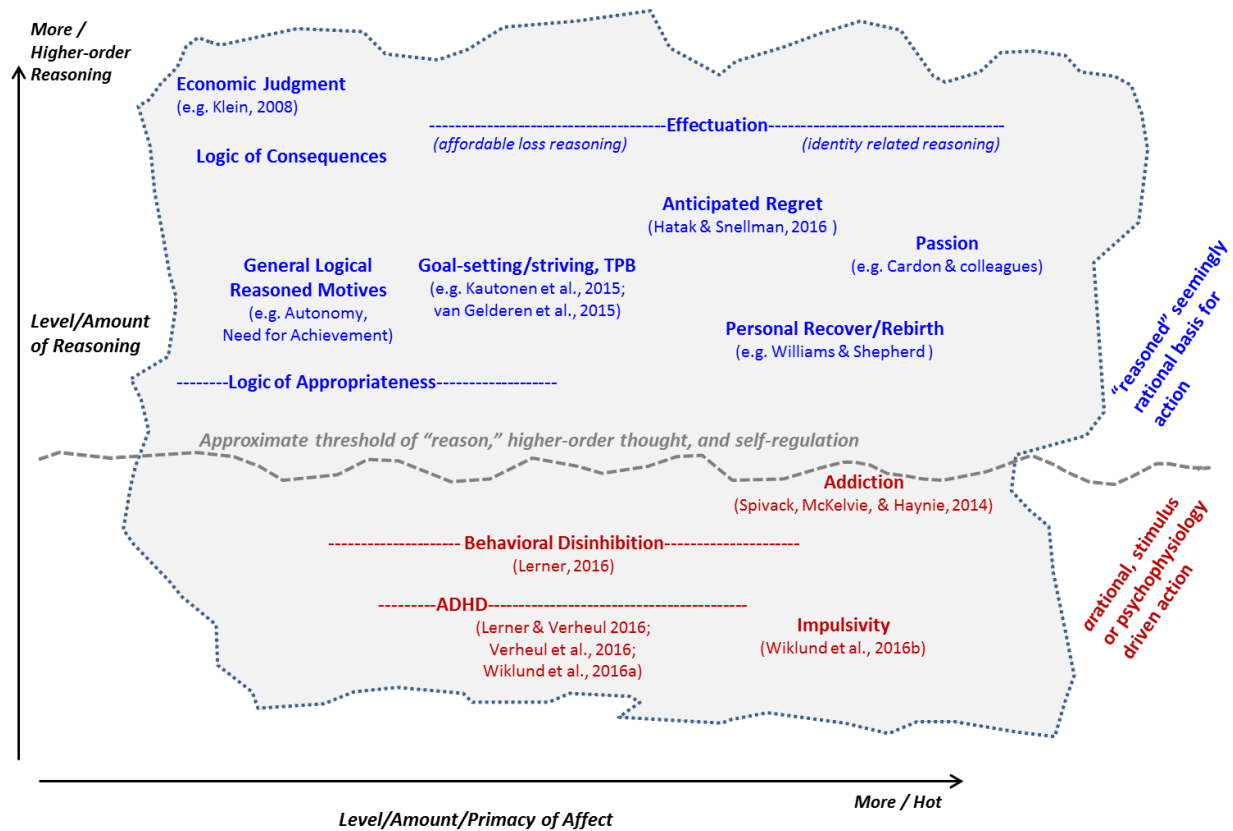 More /
Higher-order
Reasoning
Economic Judgment
(e.g. Klein, 2008)
Effectuation
(affordable loss reasoning)
(identity related reasoning)
Logic of Consequences
Anticipated Regret
(Hatak & Snellman, 2016 )
Passion
(e.g. Cardon & colleagues)
General Logical
Reasoned Motives
(e.g. Autonomy,
Need for Achievement)
Goal-setting/striving, TPB
(e.g. Kautonen et al., 2015;
van Gelderen et al., 2015)
Level/Amount
of Reasoning
Personal Recover/Rebirth
(e.g. Williams & Shepherd )
"reasoned" seemingly
rational basis for
action
Logic of Appropriateness
Approximate threshold of "reason," higher-order thought, and self-regulation
Addiction
(Spivack, McKelvie, & Haynie, 2014)
Behavioral Disinhibition
(Lerner, 2016)
ADHD
(Lerner & Verheul 2016;
Verheul et al., 2016;
Wiklund et al., 2016a)
Impulsivity
(Wiklund et al., 2016b)
arational, stimulus
or psychophysiology
driven action
More / Hot
Level/Amount/Primacy of Affect